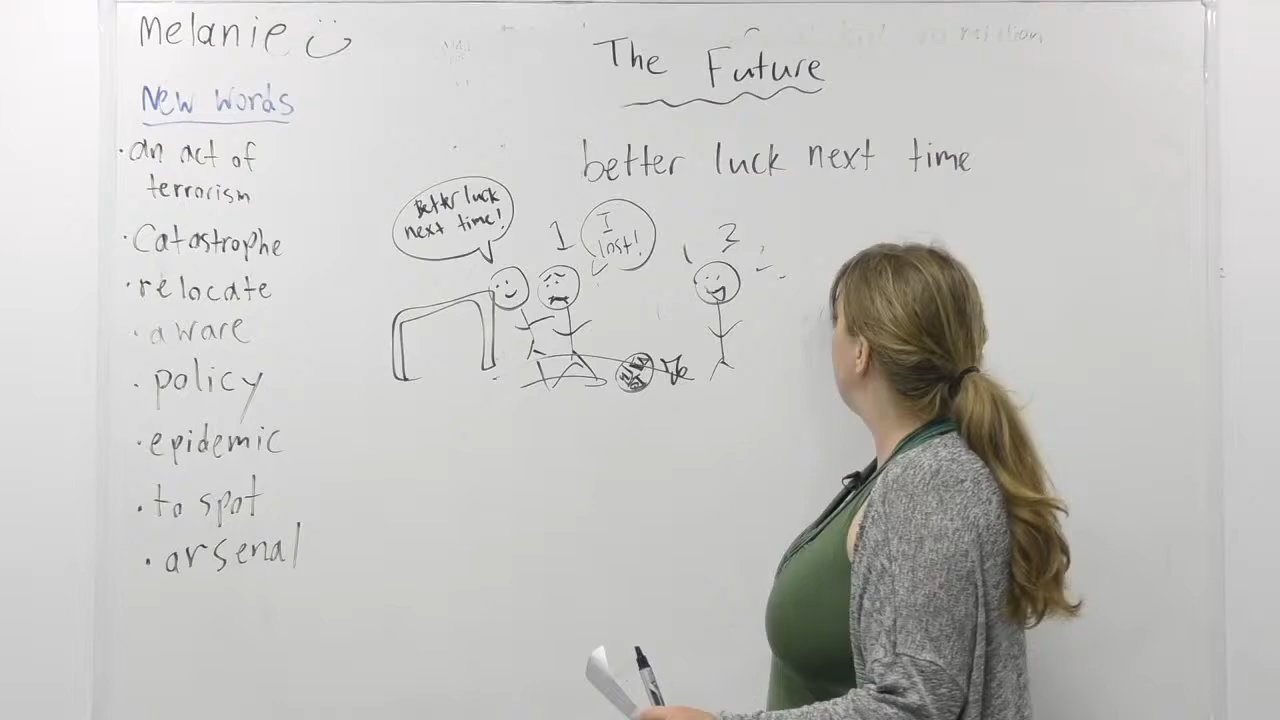 Melanie
New words
· an act of
terrorism
· Catastrophe
· relocate
· aware
· policy
· epidemic
· to spot
· arsenal
The Future
better luck next time
Better luck
next time!
1
I
lost!
2